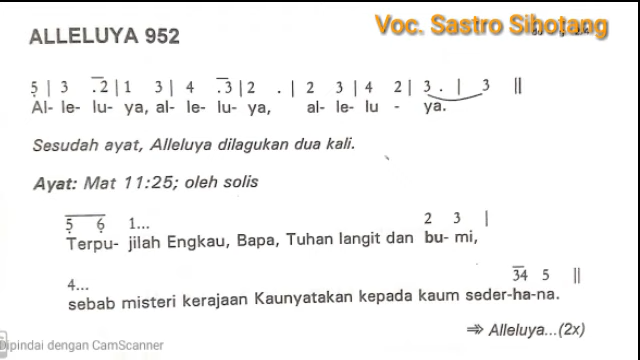 Voc. Sastro Sihotang
ALLELUYA 952
5̣ | 3 .2 | 1 3 | 4 .3 | 2 . | 2 3 | 4 2 | 3 . | 3 ||
Al- le- lu- ya, al- le- lu- ya, al- le- lu - ya.
Sesudah ayat, Alleluya dilagukan dua kali.
Ayat: Mat 11:25; oleh solis
5̣ 6̣ 1... 2 3 |
Terpu- jilah Engkau, Bapa, Tuhan langit dan bu- mi,
4... 34 5 ||
sebab misteri kerajaan Kaunyatakan kepada kaum seder-ha-na.
⇒ Alleluya...(2x)
Dipindai dengan CamScanner